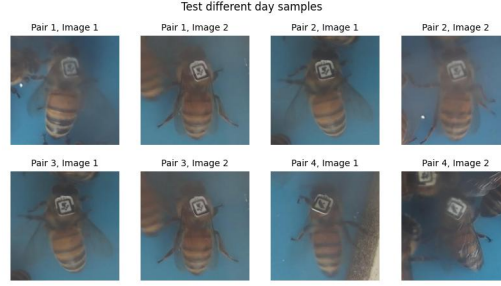 Test different day samples
Pair 1, Image 1
Pair 1, Image 2
Pair 2, Image 1
Pair 2, Image 2
Pair 3, Image 1
Pair 3, Image 2
Pair 4, Image 1
Pair 4, Image 2